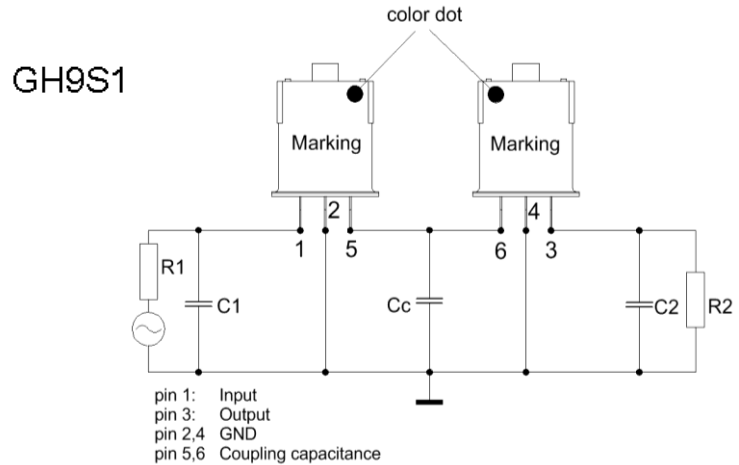 color dot
GH9S1
Marking
Marking
2
4
1
5
6
3
R1
C1
Cc
C2
R2
pin 1: Input
pin 3: Output
pin 2,4 GND
pin 5,6 Coupling capacitance